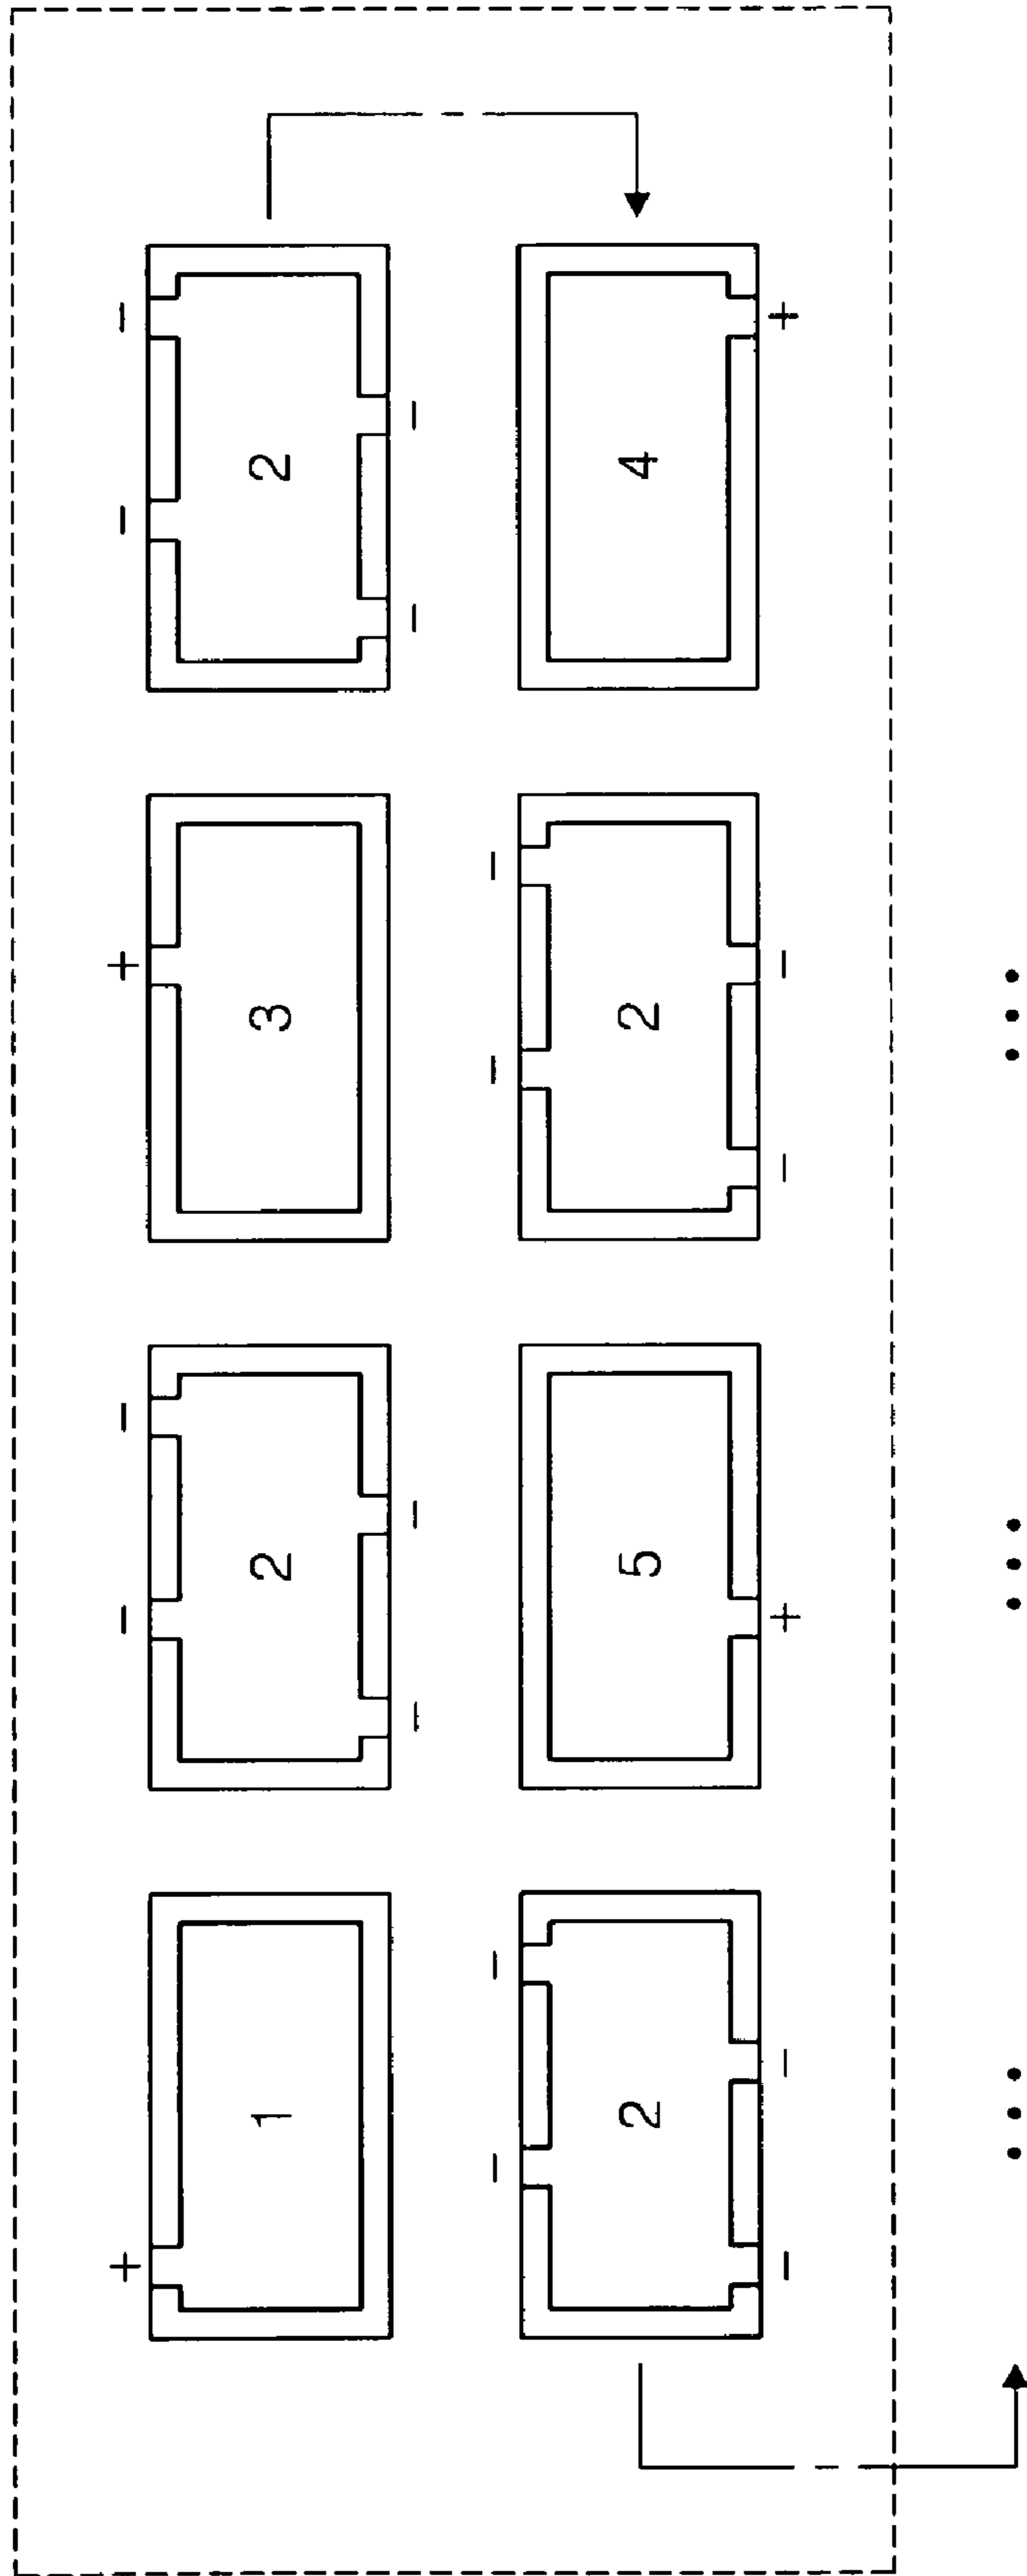 + - - + - -
1 2 3 2
- - - -
- - - -
2 5 2 4
- - + - - +
... ... ...